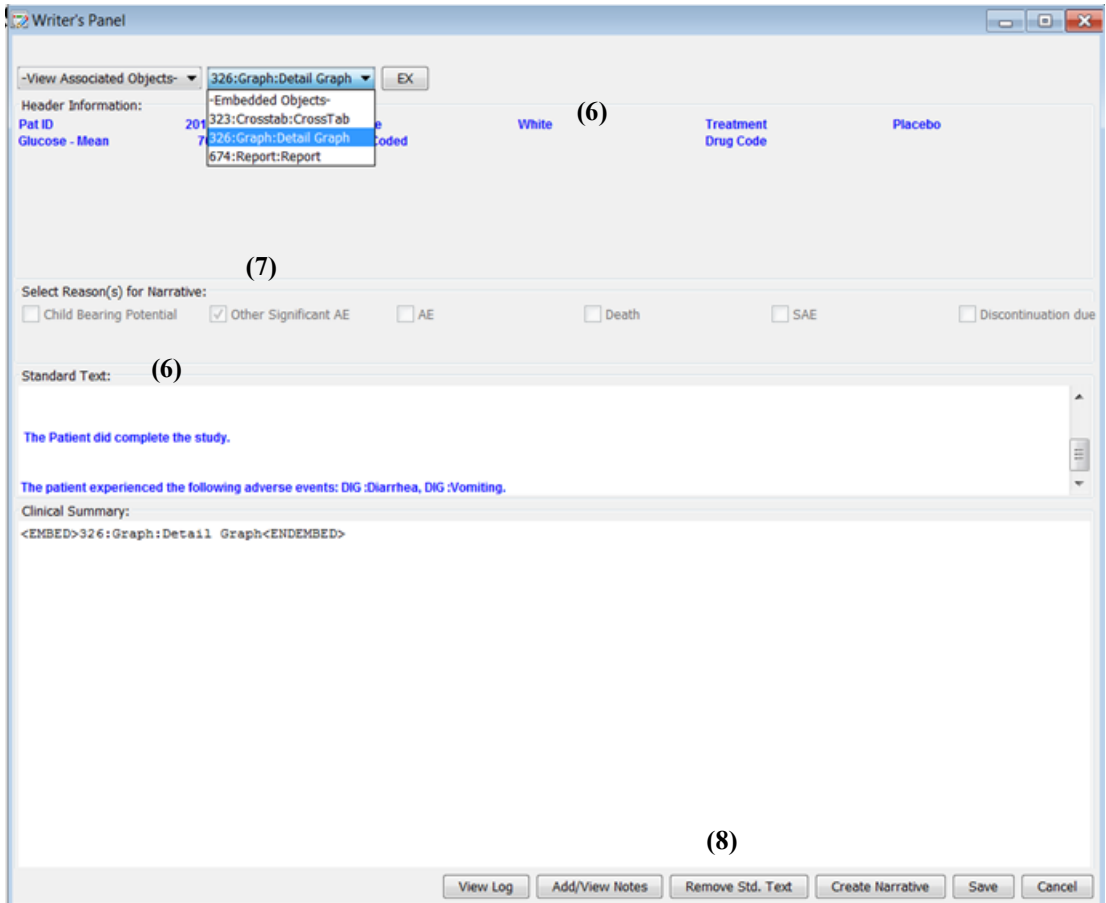 Writer's Panel
-View Associated Objects- 326:Graph:Detail Graph EX
-Embedded Objects-
323:Crosstab:CrossTab
326:Graph:Detail Graph
674:Report:Report
Header Information:
(6)
Pat ID 201 White Treatment Placebo
Glucose - Mean Coded Drug Code
(7)
Select Reason(s) for Narrative:
Child Bearing Potential Other Significant AE AE Death SAE Discontinuation due
(6)
Standard Text:
The Patient did complete the study.
The patient experienced the following adverse events: DIG :Diarrhea, DIG :Vomiting.
Clinical Summary:
<EMBED>326:Graph:Detail Graph<ENDEMBED>
(8)
View Log Add/View Notes Remove Std. Text Create Narrative Save Cancel